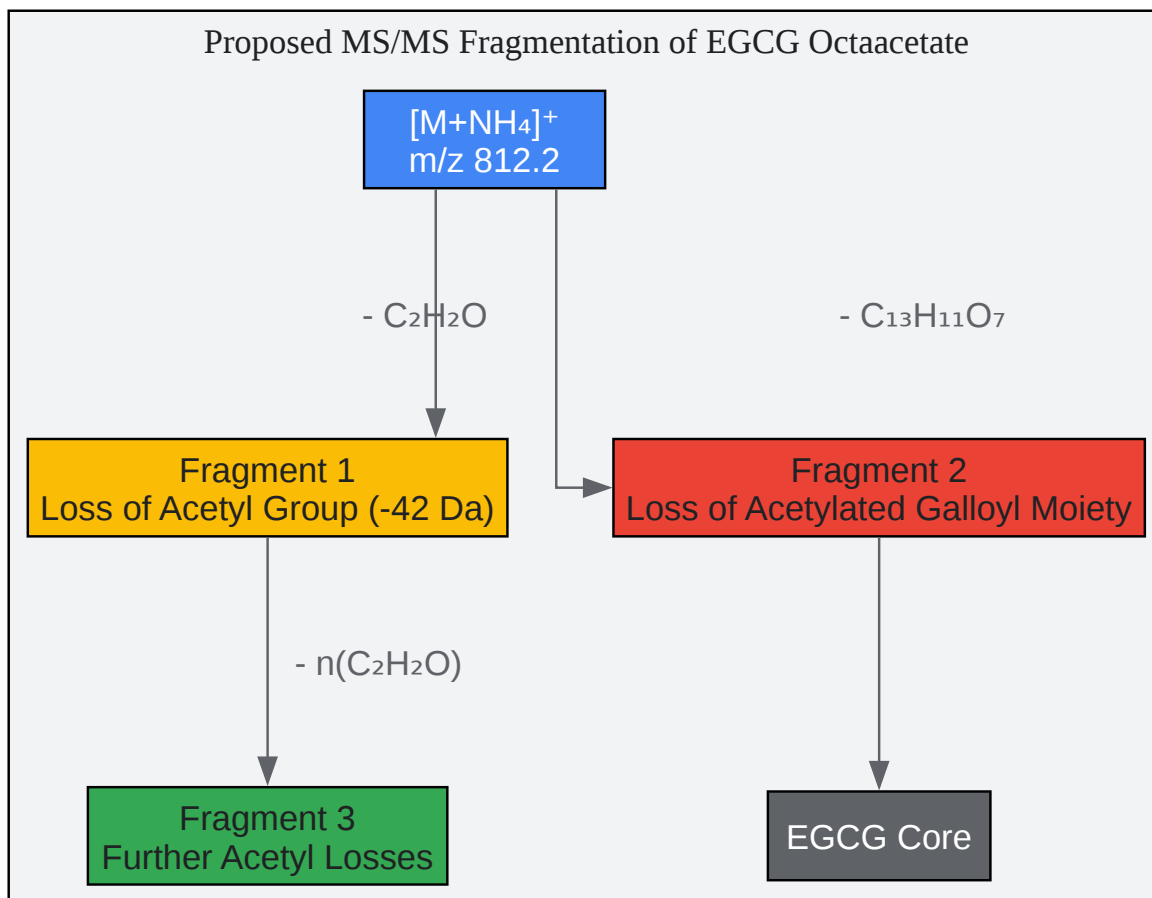 Proposed MS/MS Fragmentation of EGCG Octaacetate
[M+NH₄]⁺
m/z 812.2
- C₂H₂O
- C₁₃H₁₁O₇
Fragment 1
Loss of Acetyl Group (-42 Da)
Fragment 2
Loss of Acetylated Galloyl Moiety
- n(C₂H₂O)
Fragment 3
Further Acetyl Losses
EGCG Core